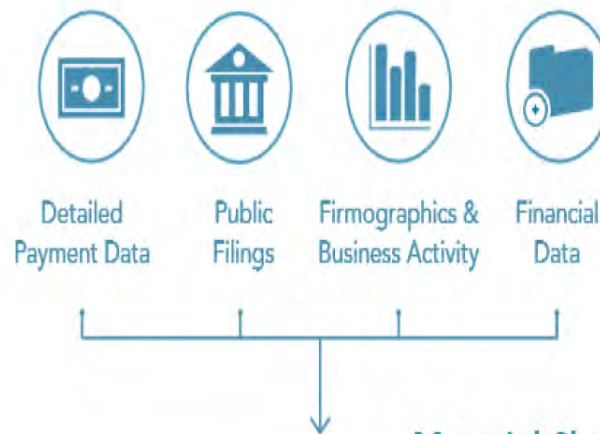 Detailed
Payment Data
Public
Filings
Firmographics &
Business Activity
Financial
Data